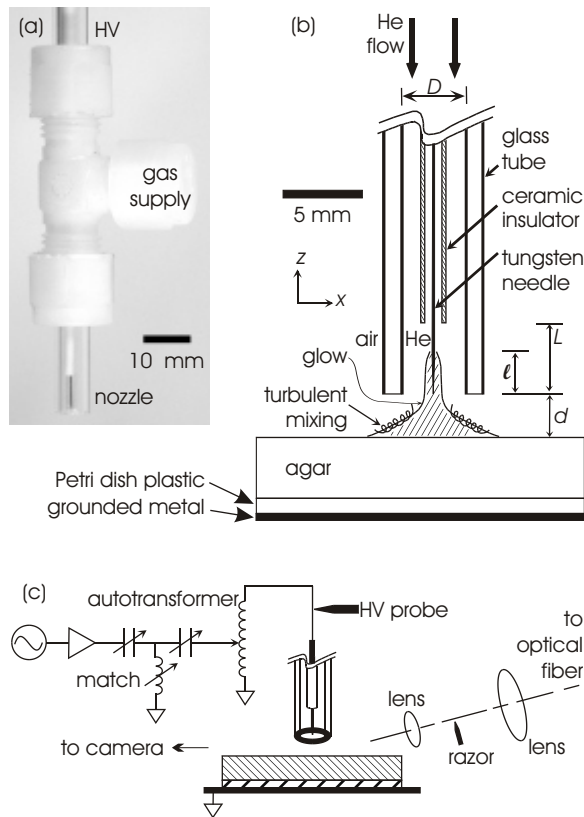 (a)
HV
gas
supply
10 mm
nozzle
(b)
He
flow
D
glass
tube
ceramic
insulator
5 mm
tungsten
needle
z
x
air
He
L
ℓ
glow
turbulent
mixing
d
agar
Petri dish plastic
grounded metal
(c)
autotransformer
HV probe
to
optical
fiber
match
lens
to camera
razor
lens